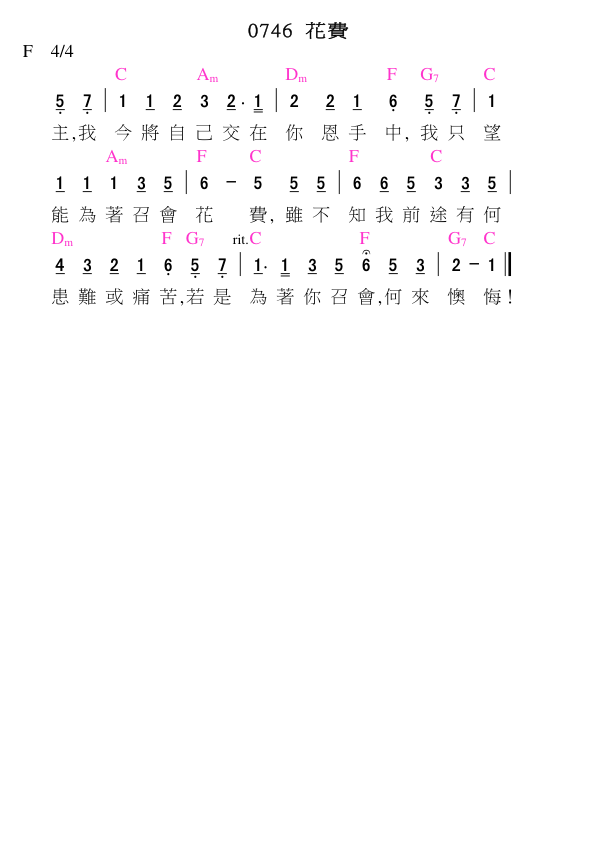 0746 花費
F 4/4
C Am Dm F G7 C
5 7 | 1 1 2 3 2 · 1 | 2 2 1 6 5 7 | 1
主,我 今將自己交在 你 恩手 中, 我只 望
Am F C F C
1 1 1 3 5 | 6 – 5 5 5 | 6 6 5 3 3 5 |
能為著召會 花 費, 雖不 知我前途有何
Dm F G7 rit. C F G7 C
4 3 2 1 6 5 7 | 1· 1 3 5 6 5 3 | 2 – 1 ||
患難或痛苦,若是 為著你召會,何來 懊 悔!